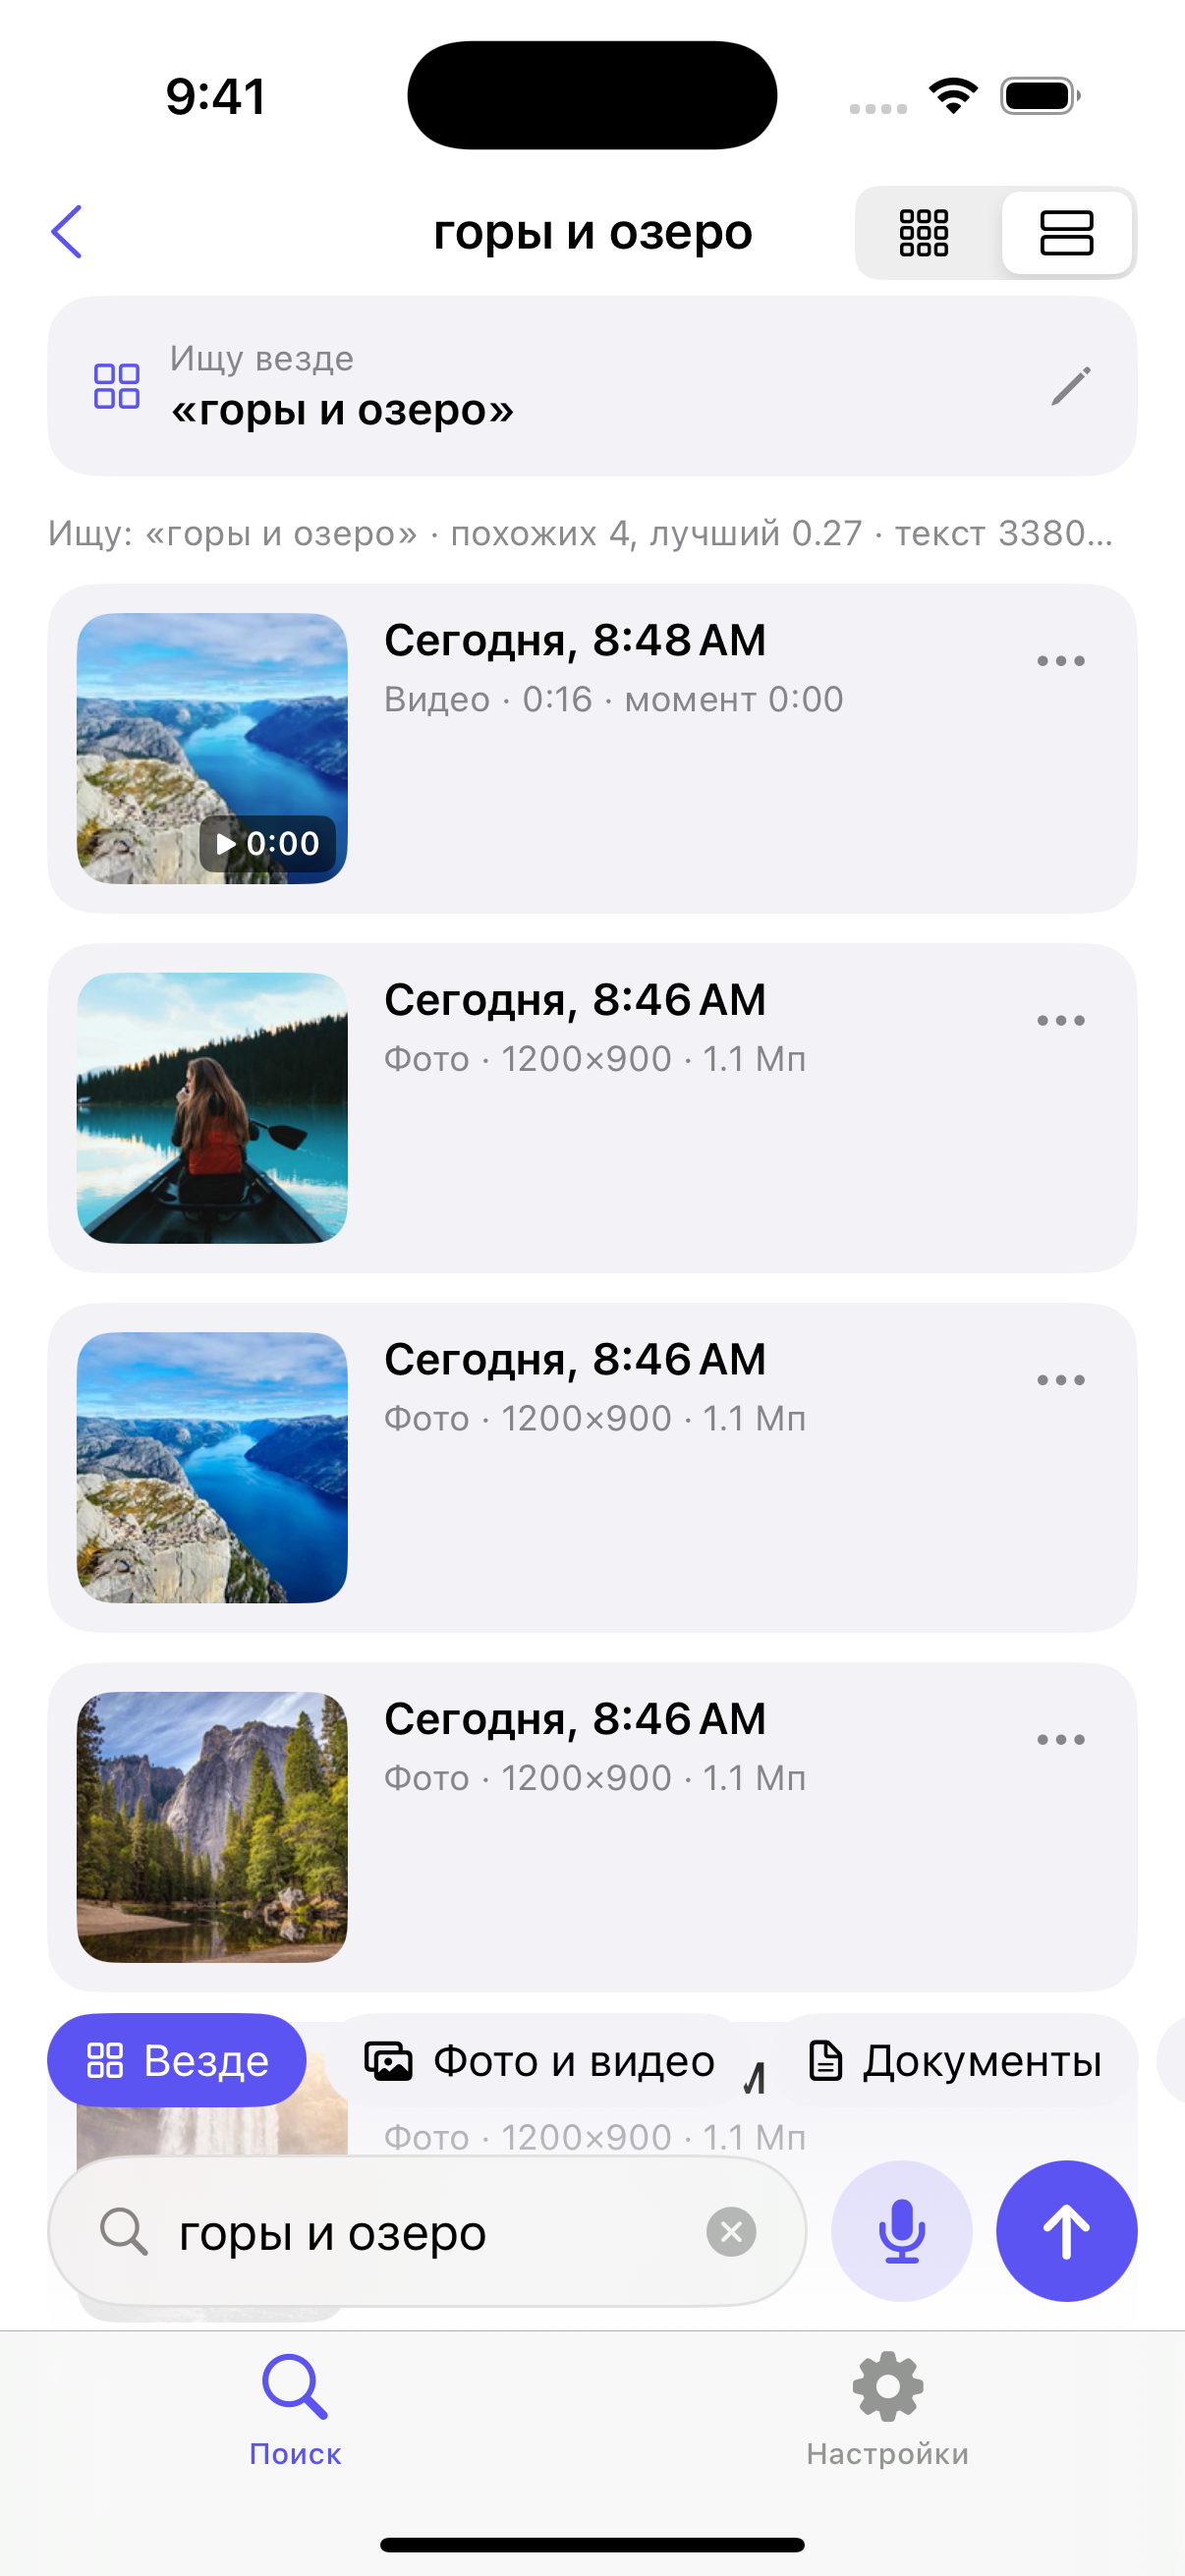 9:41
горы и озеро
Ищу везде
«горы и озеро»
Ищу: «горы и озеро» · похожих 4, лучший 0.27 · текст 3380...
Сегодня, 8:48 AM
Видео · 0:16 · момент 0:00
0:00
Сегодня, 8:46 AM
Фото · 1200×900 · 1.1 Мп
Сегодня, 8:46 AM
Фото · 1200×900 · 1.1 Мп
Сегодня, 8:46 AM
Фото · 1200×900 · 1.1 Мп
Везде
Фото и видео
Документы
Фото · 1200×900 · 1.1 Мп
горы и озеро
Поиск
Настройки